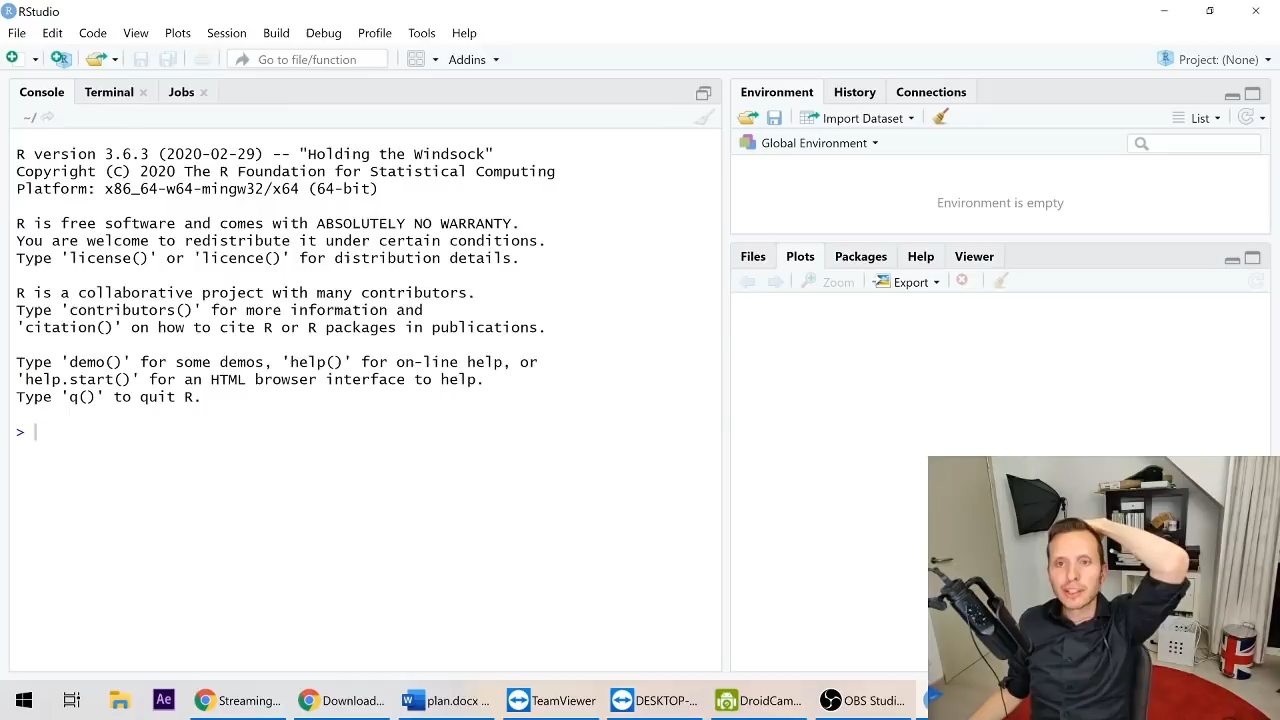 RStudio
File Edit Code View Plots Session Build Debug Profile Tools Help
Go to file/function Addins Project: (None)
Console Terminal Jobs
~/
R version 3.6.3 (2020-02-29) -- "Holding the Windsock"
Copyright (C) 2020 The R Foundation for Statistical Computing
Platform: x86_64-w64-mingw32/x64 (64-bit)
R is free software and comes with ABSOLUTELY NO WARRANTY.
You are welcome to redistribute it under certain conditions.
Type 'license()' or 'licence()' for distribution details.
R is a collaborative project with many contributors.
Type 'contributors()' for more information and
'citation()' on how to cite R or R packages in publications.
Type 'demo()' for some demos, 'help()' for on-line help, or
'help.start()' for an HTML browser interface to help.
Type 'q()' to quit R.
>
Environment History Connections
Import Dataset List
Global Environment
Environment is empty
Files Plots Packages Help Viewer
Zoom Export
Ae Streaming... Download... plan.docx TeamViewer DESKTOP-... DroidCam... OBS Studi...